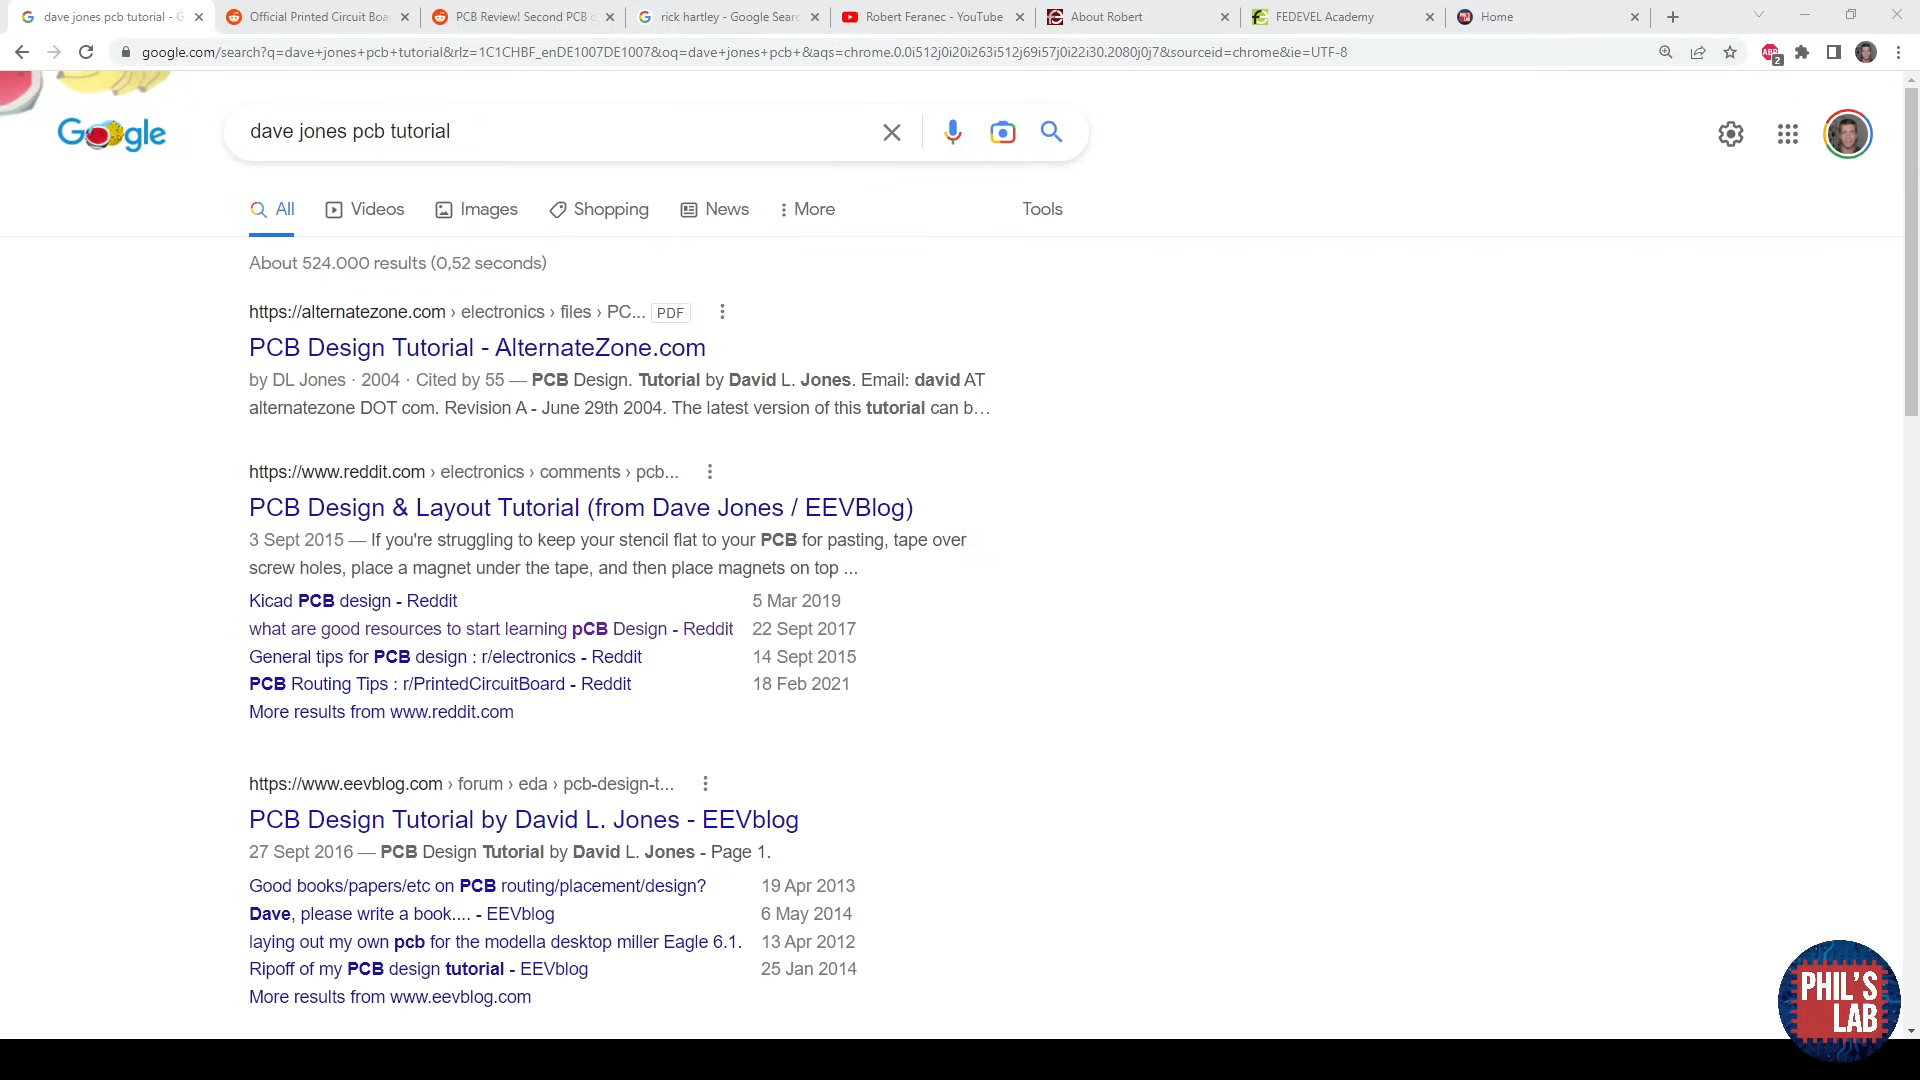 dave jones pcb tutorial - G
Official Printed Circuit Boa
PCB Review! Second PCB
rick hartley - Google Searc
Robert Feranec - YouTube
About Robert
FEDEVEL Academy
Home
google.com/search?q=dave+jones+pcb+tutorial&rlz=1C1CHBF_enDE1007DE1007&oq=dave+jones+pcb+&aqs=chrome.0.0i512j0i20i263i512j69i57j0i22i30.2080j0j7&sourceid=chrome&ie=UTF-8
ABP
2
Google
dave jones pcb tutorial
All
Videos
Images
Shopping
News
More
Tools
About 524.000 results (0,52 seconds)
https://alternatezone.com › electronics › files › PC... PDF
PCB Design Tutorial - AlternateZone.com
by DL Jones · 2004 · Cited by 55 — PCB Design. Tutorial by David L. Jones. Email: david AT
alternatezone DOT com. Revision A - June 29th 2004. The latest version of this tutorial can b...
https://www.reddit.com › electronics › comments › pcb...
PCB Design & Layout Tutorial (from Dave Jones / EEVBlog)
3 Sept 2015 — If you're struggling to keep your stencil flat to your PCB for pasting, tape over
screw holes, place a magnet under the tape, and then place magnets on top ...
Kicad PCB design - Reddit 5 Mar 2019
what are good resources to start learning pCB Design - Reddit 22 Sept 2017
General tips for PCB design : r/electronics - Reddit 14 Sept 2015
PCB Routing Tips : r/PrintedCircuitBoard - Reddit 18 Feb 2021
More results from www.reddit.com
https://www.eevblog.com › forum › eda › pcb-design-t...
PCB Design Tutorial by David L. Jones - EEVblog
27 Sept 2016 — PCB Design Tutorial by David L. Jones - Page 1.
Good books/papers/etc on PCB routing/placement/design? 19 Apr 2013
Dave, please write a book.... - EEVblog 6 May 2014
laying out my own pcb for the modella desktop miller Eagle 6.1. 13 Apr 2012
Ripoff of my PCB design tutorial - EEVblog 25 Jan 2014
More results from www.eevblog.com
PHIL'S
LAB